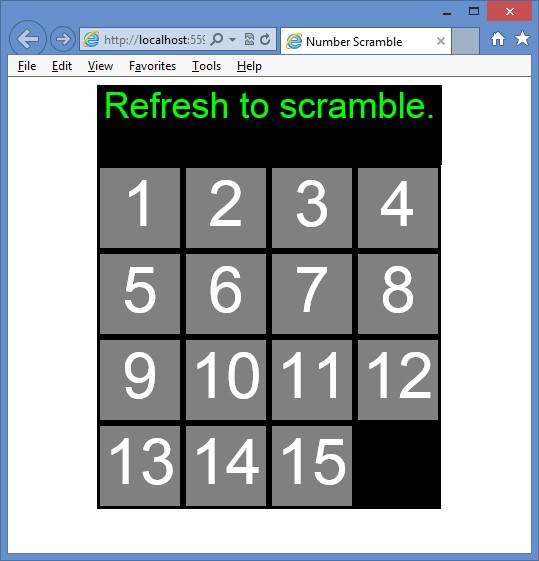 http://localhost:559
Number Scramble
File Edit View Favorites Tools Help
Refresh to scramble.
1 2 3 4
5 6 7 8
9 10 11 12
13 14 15